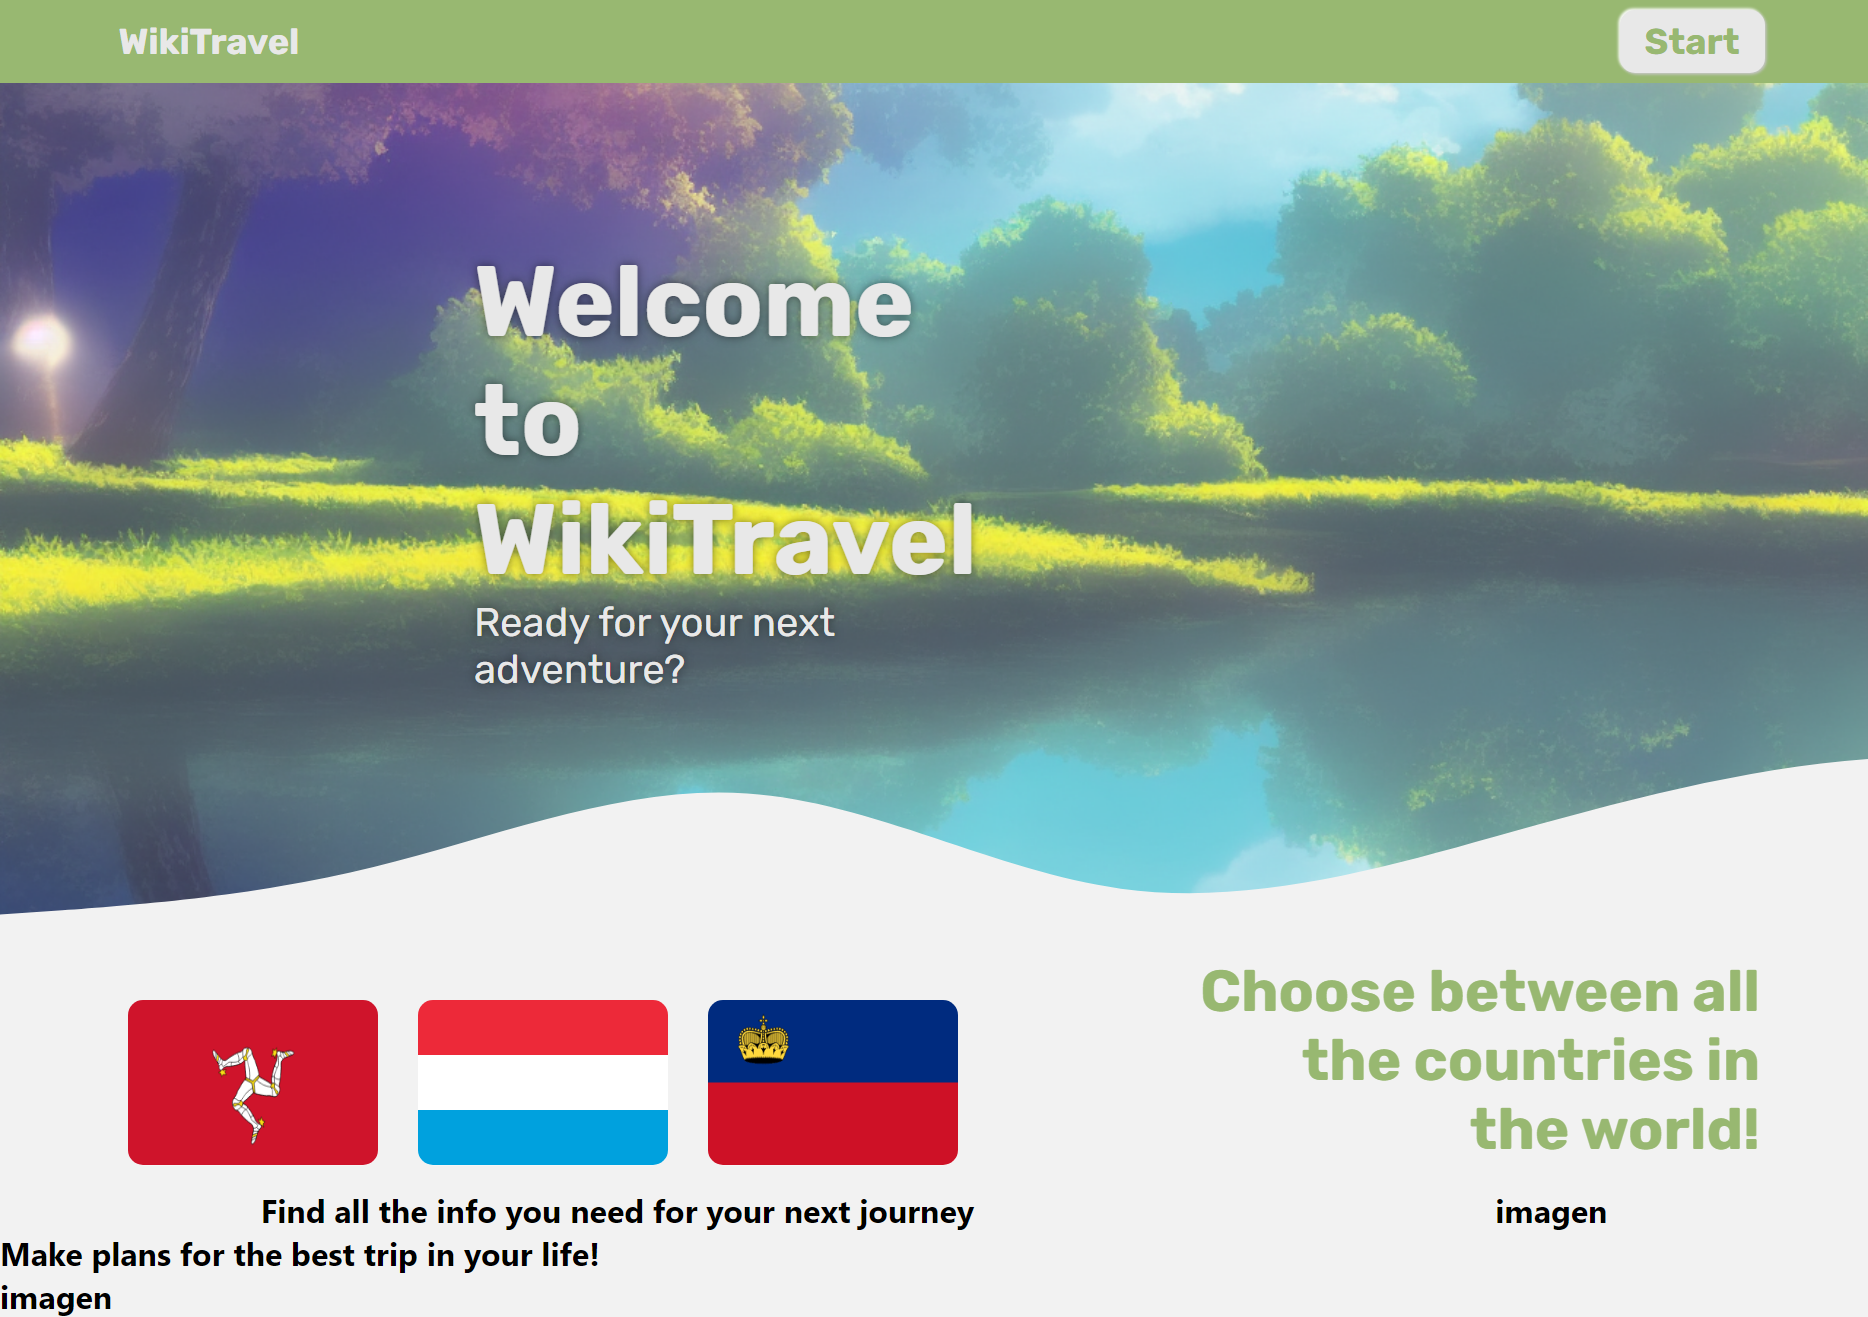 WikiTravel
Start
Welcome
to
WikiTravel
Ready for your next
adventure?
Choose between all
the countries in
the world!
Find all the info you need for your next journey
imagen
Make plans for the best trip in your life!
imagen